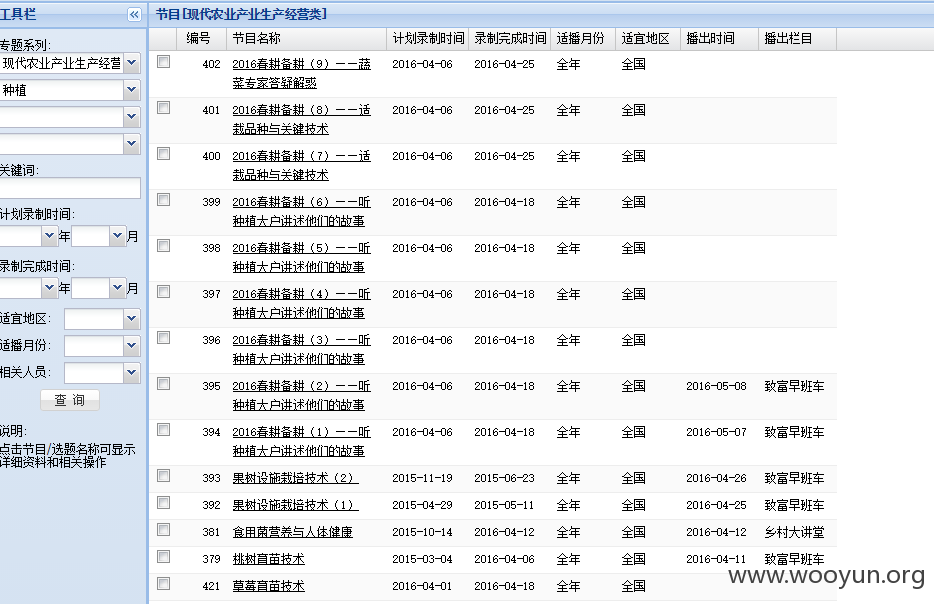 工具栏
专题系列:
现代农业产业生产经营
种植
关键词:
计划录制时间:
年 月
录制完成时间:
年 月
适宜地区:
适播月份:
相关人员:
查 询
说明:
点击节目/选题名称可显示
详细资料和相关操作
节目[现代农业产业生产经营类]
编号 节目名称 计划录制时间 录制完成时间 适播月份 适宜地区 播出时间 播出栏目
402 2016春耕备耕（9）——蔬 2016-04-06 2016-04-25 全年 全国
菜专家答疑解惑
401 2016春耕备耕（8）——适 2016-04-06 2016-04-25 全年 全国
栽品种与关键技术
400 2016春耕备耕（7）——适 2016-04-06 2016-04-25 全年 全国
栽品种与关键技术
399 2016春耕备耕（6）——听 2016-04-06 2016-04-18 全年 全国
种植大户讲述他们的故事
398 2016春耕备耕（5）——听 2016-04-06 2016-04-18 全年 全国
种植大户讲述他们的故事
397 2016春耕备耕（4）——听 2016-04-06 2016-04-18 全年 全国
种植大户讲述他们的故事
396 2016春耕备耕（3）——听 2016-04-06 2016-04-18 全年 全国
种植大户讲述他们的故事
395 2016春耕备耕（2）——听 2016-04-06 2016-04-18 全年 全国 2016-05-08 致富早班车
种植大户讲述他们的故事
394 2016春耕备耕（1）——听 2016-04-06 2016-04-18 全年 全国 2016-05-07 致富早班车
种植大户讲述他们的故事
393 果树设施栽培技术（2） 2015-11-19 2015-06-23 全年 全国 2016-04-26 致富早班车
392 果树设施栽培技术（1） 2015-04-29 2015-05-11 全年 全国 2016-04-25 致富早班车
381 食用菌营养与人体健康 2015-10-14 2016-04-12 全年 全国 2016-04-12 乡村大讲堂
379 桃树育苗技术 2015-03-04 2016-04-06 全年 全国 2016-04-11 致富早班车
421 草莓育苗技术 2016-04-01 2016-04-18 全年 全国
www.wooyun.org